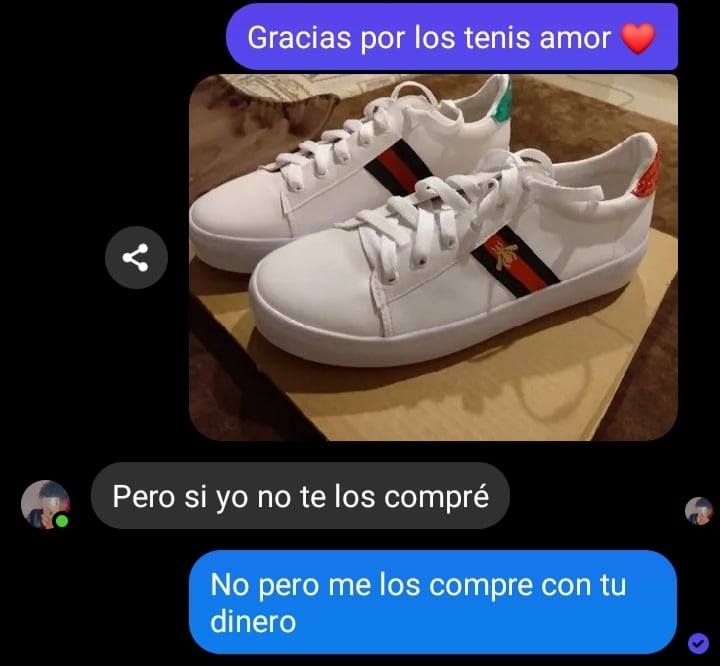 Gracias por los tenis amor ❤️
Pero si yo no te los compré
No pero me los compre con tu
dinero